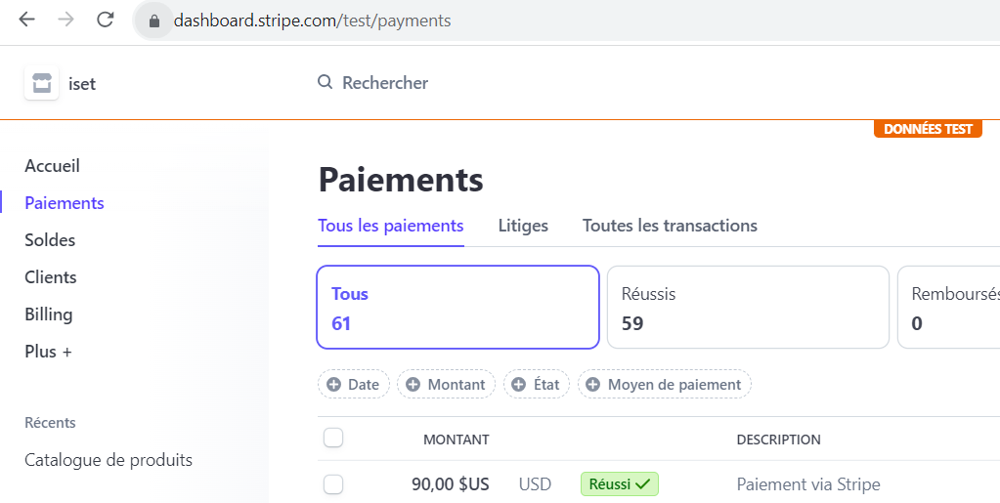 dashboard.stripe.com/test/payments
iset
Rechercher
DONNÉES TEST
Accueil
Paiements
Soldes
Clients
Billing
Plus +
Récents
Catalogue de produits
Paiements
Tous les paiements Litiges Toutes les transactions
Tous Réussis Remboursés
61 59 0
Date Montant État Moyen de paiement
MONTANT DESCRIPTION
90,00 $US USD Réussi Paiement via Stripe